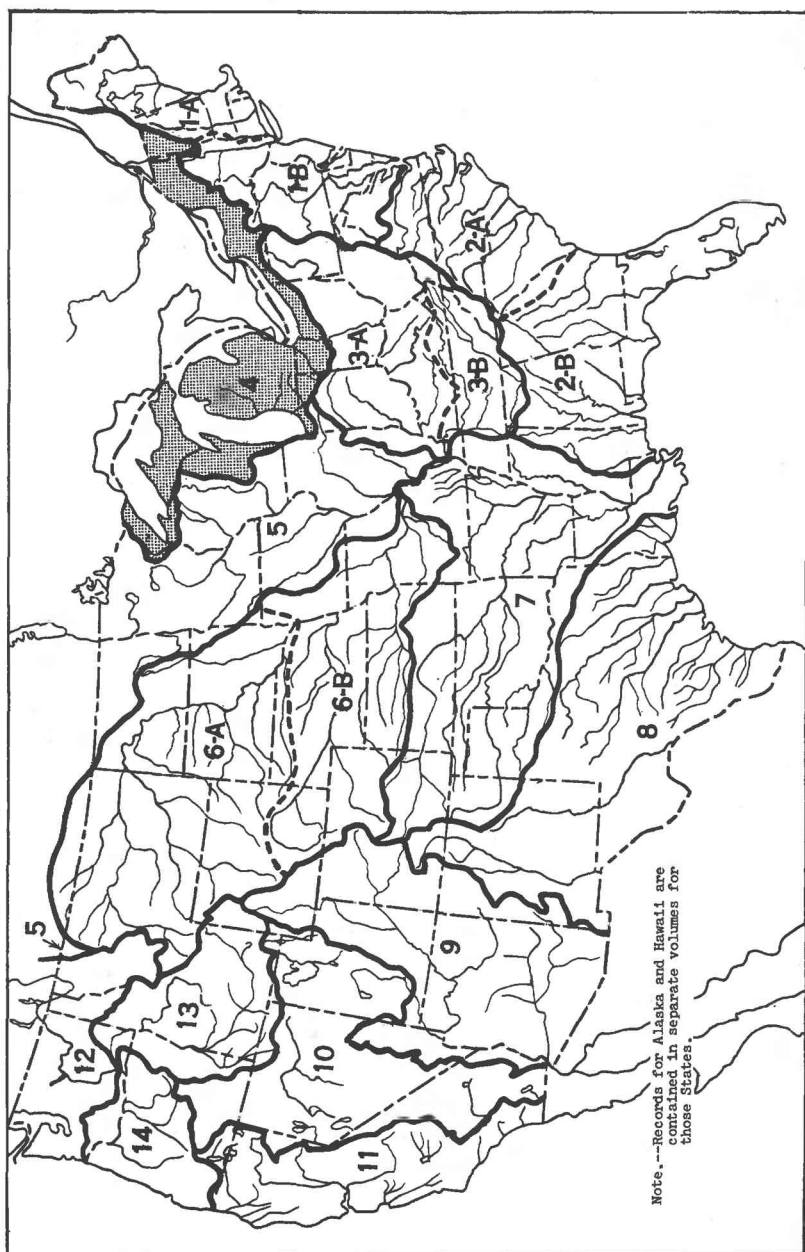 1-A
1-B
2-A
2-B
3-A
3-B
4
5
6-A
6-B
7
8
9
10
11
12
5
13
14
Note.--Records for Alaska and Hawaii are
contained in separate volumes for
those States.